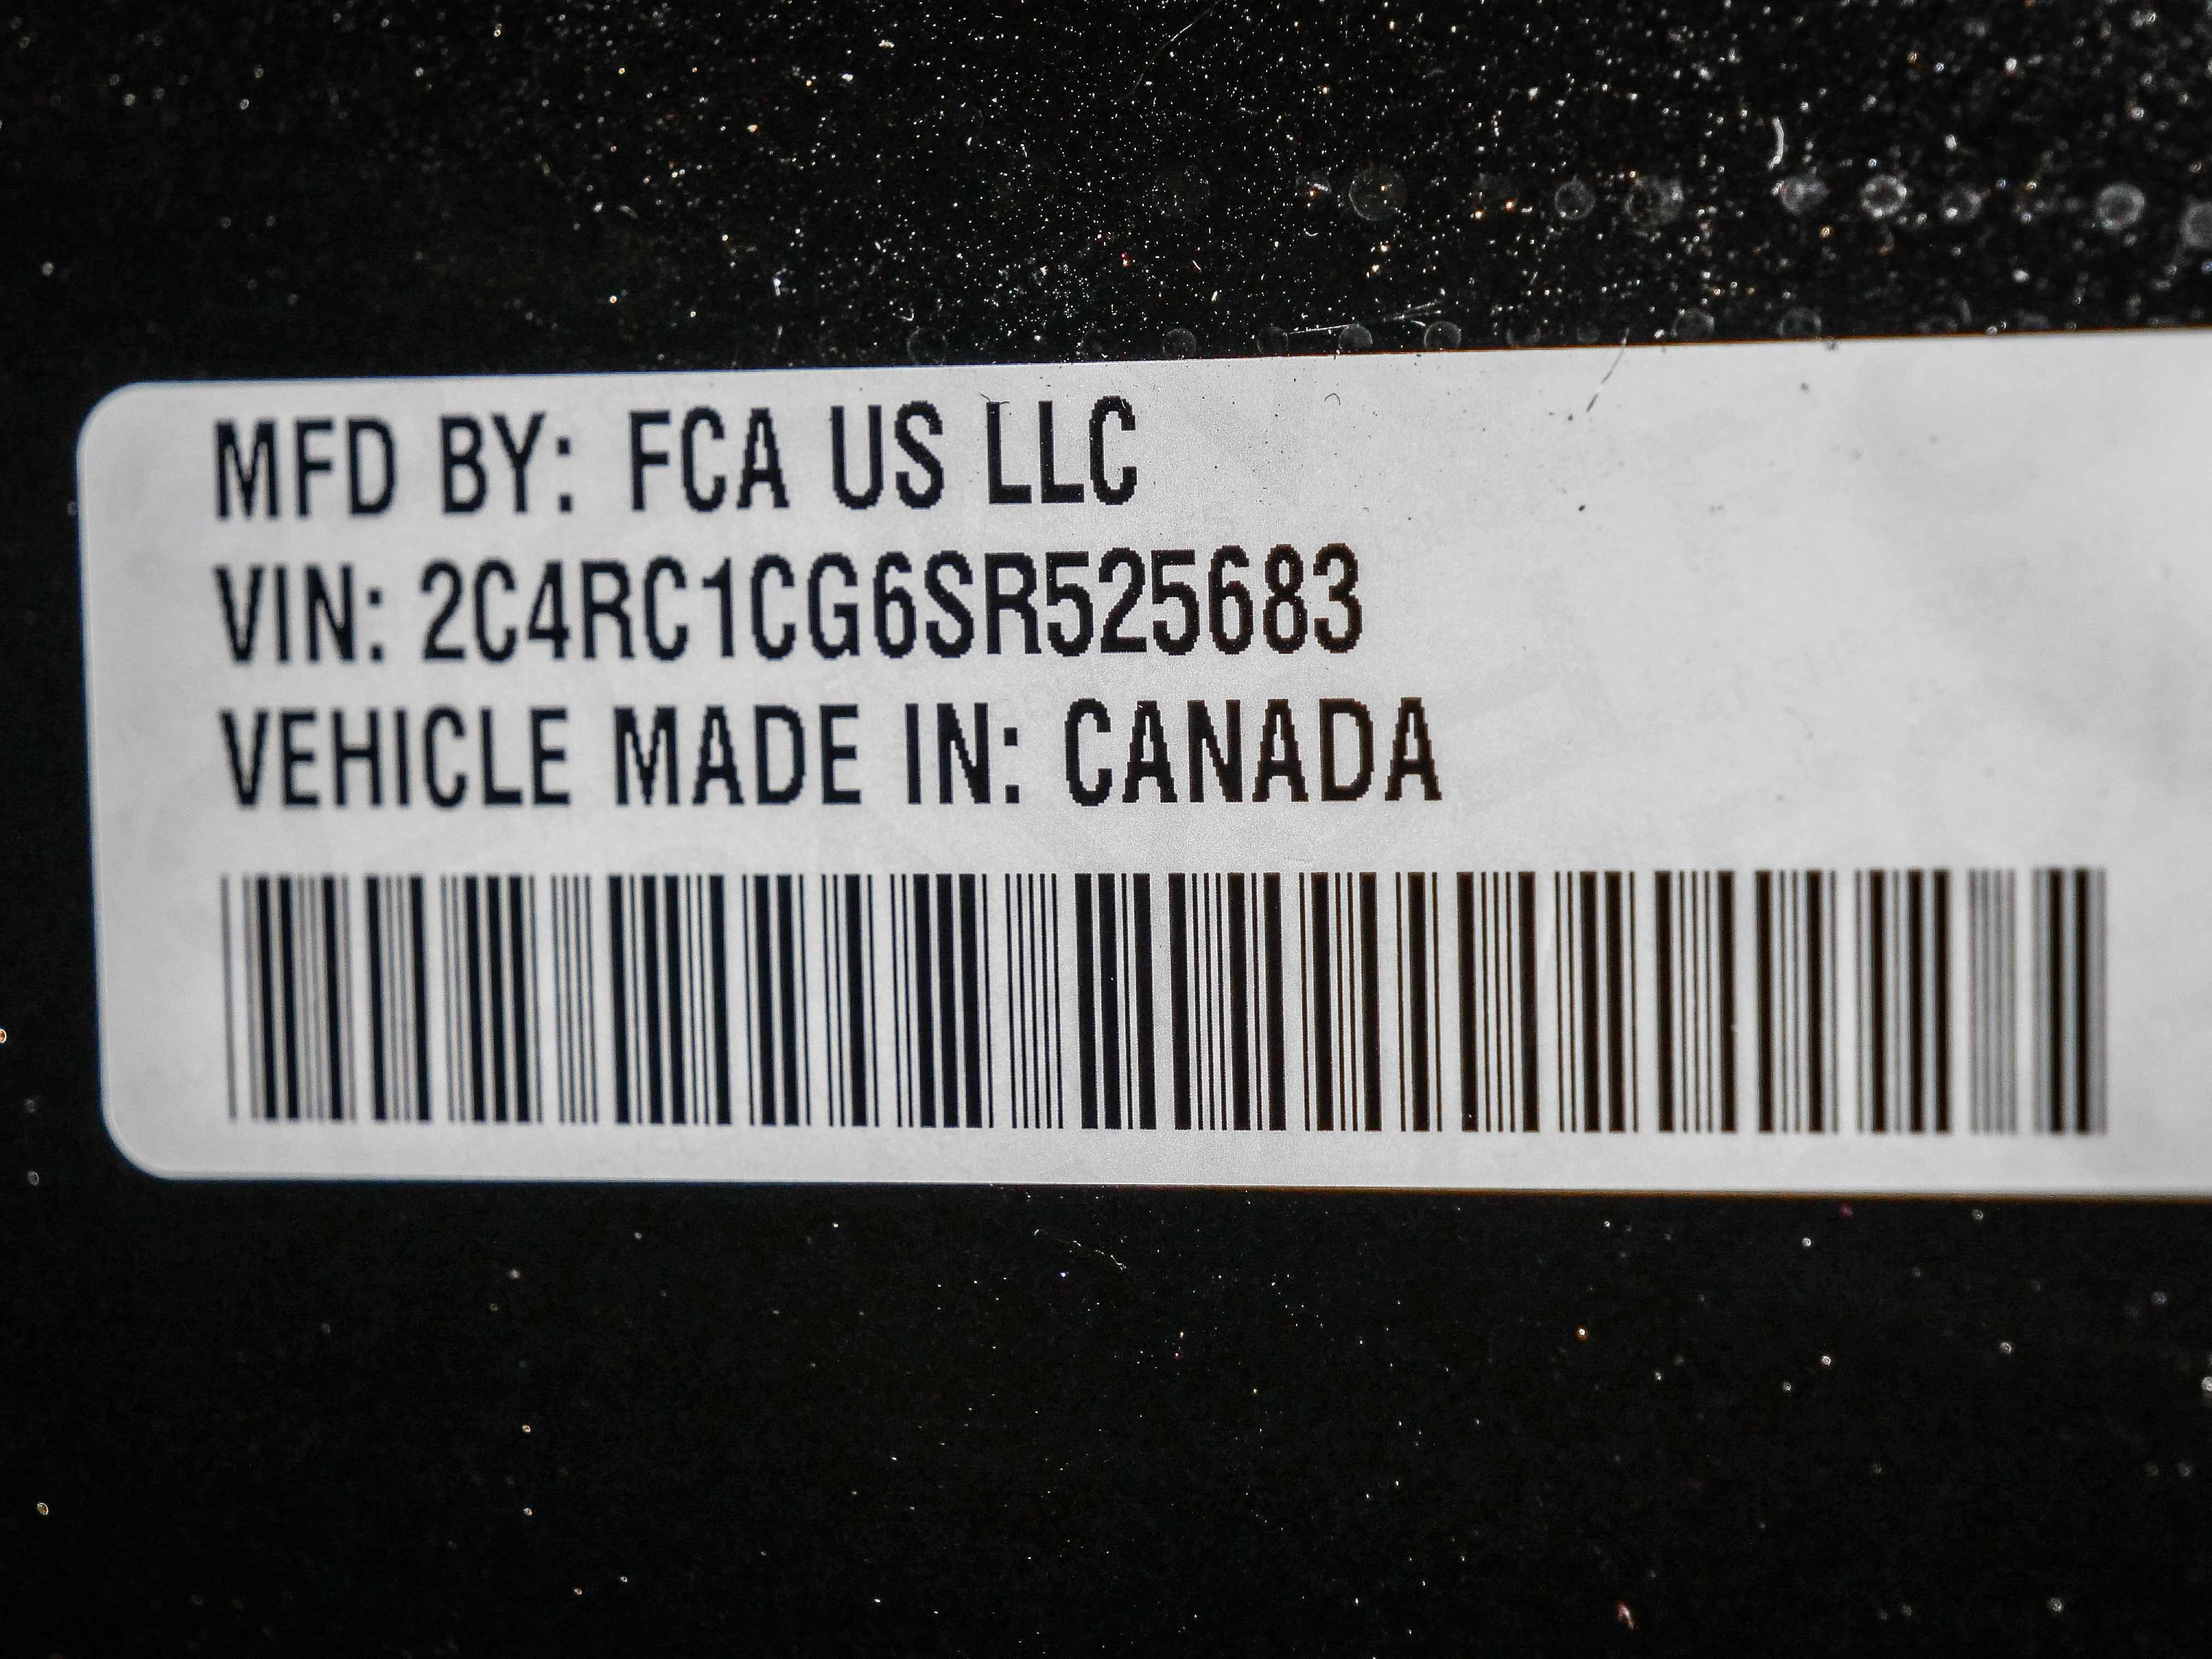 MFD BY: FCA US LLC
VIN: 2C4RC1CG6SR525683
VEHICLE MADE IN: CANADA